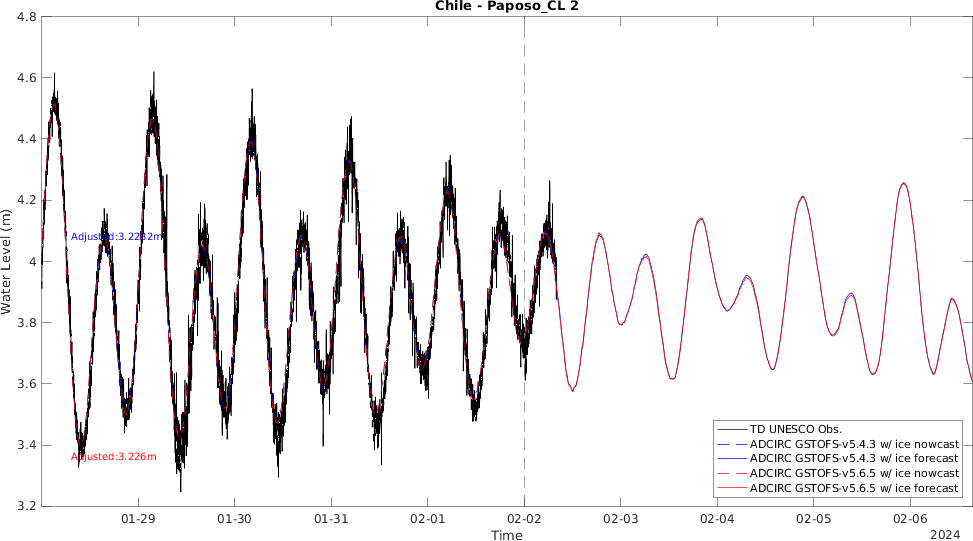 Chile - Paposo_CL 2
4.8
4.6
4.4
4.2
4
3.8
3.6
3.4
3.2
Water Level (m)
Adjusted:3.2232m
Adjusted:3.226m
TD UNESCO Obs.
ADCIRC GSTOFS-v5.4.3 w/ ice nowcast
ADCIRC GSTOFS-v5.4.3 w/ ice forecast
ADCIRC GSTOFS-v5.6.5 w/ ice nowcast
ADCIRC GSTOFS-v5.6.5 w/ ice forecast
01-29 01-30 01-31 02-01 02-02 02-03 02-04 02-05 02-06
Time
2024